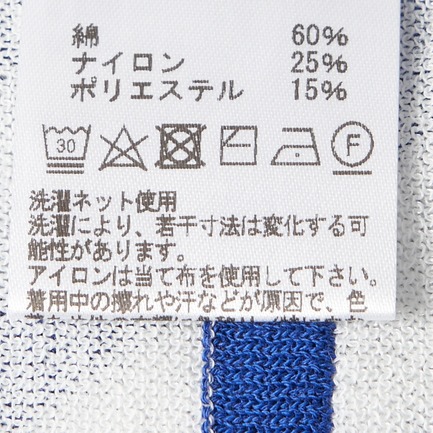 綿 60%
ナイロン 25%
ポリエステル 15%
30 F
洗濯ネット使用
洗濯により、若干寸法は変化する可
能性があります。
アイロンは当て布を使用して下さい。
着用中の擦れや汗などが原因で、色